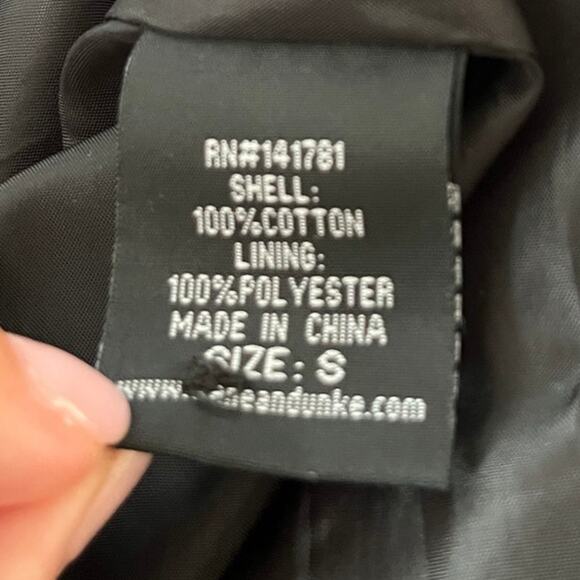 RN#141781
SHELL:
100%COTTON
LINING:
100%POLYESTER
MADE IN CHINA
SIZE: S